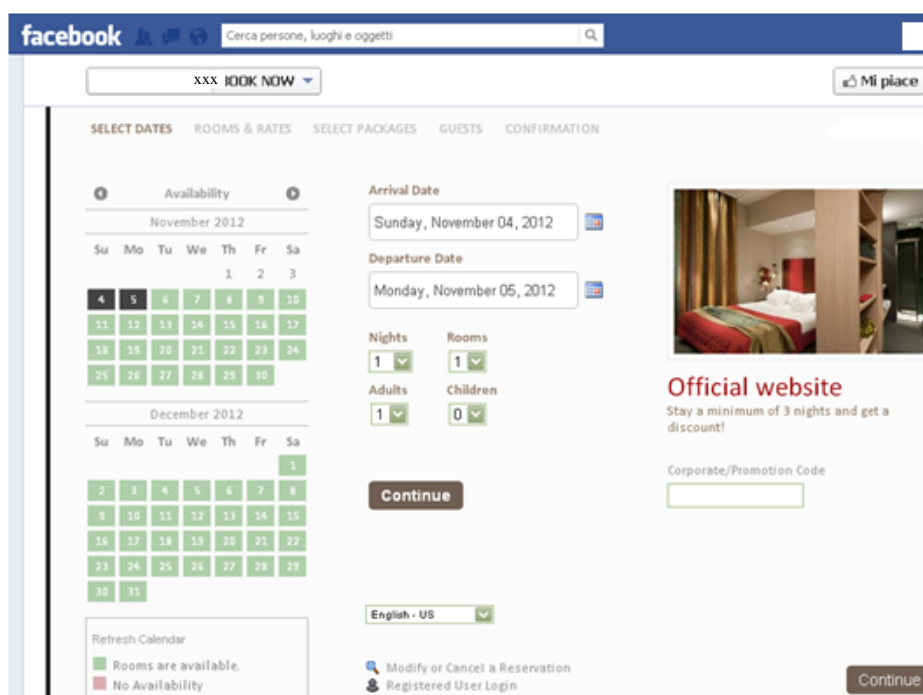 facebook
Cerca persone, luoghi e oggetti
xxx BOOK NOW
Mi piace
SELECT DATES ROOMS & RATES SELECT PACKAGES GUESTS CONFIRMATION
Availability
November 2012
Su Mo Tu We Th Fr Sa
1 2 3
4 5 6 7 8 9 10
11 12 13 14 15 16 17
18 19 20 21 22 23 24
25 26 27 28 29 30
December 2012
Su Mo Tu We Th Fr Sa
1
2 3 4 5 6 7 8
9 10 11 12 13 14 15
16 17 18 19 20 21 22
23 24 25 26 27 28 29
30 31
Refresh Calendar
Rooms are available.
No Availability
Arrival Date
Sunday, November 04, 2012
Departure Date
Monday, November 05, 2012
Nights Rooms
1 1
Adults Children
1 0
Continue
English - US
Modify or Cancel a Reservation
Registered User Login
Official website
Stay a minimum of 3 nights and get a
discount!
Corporate/Promotion Code
Continue